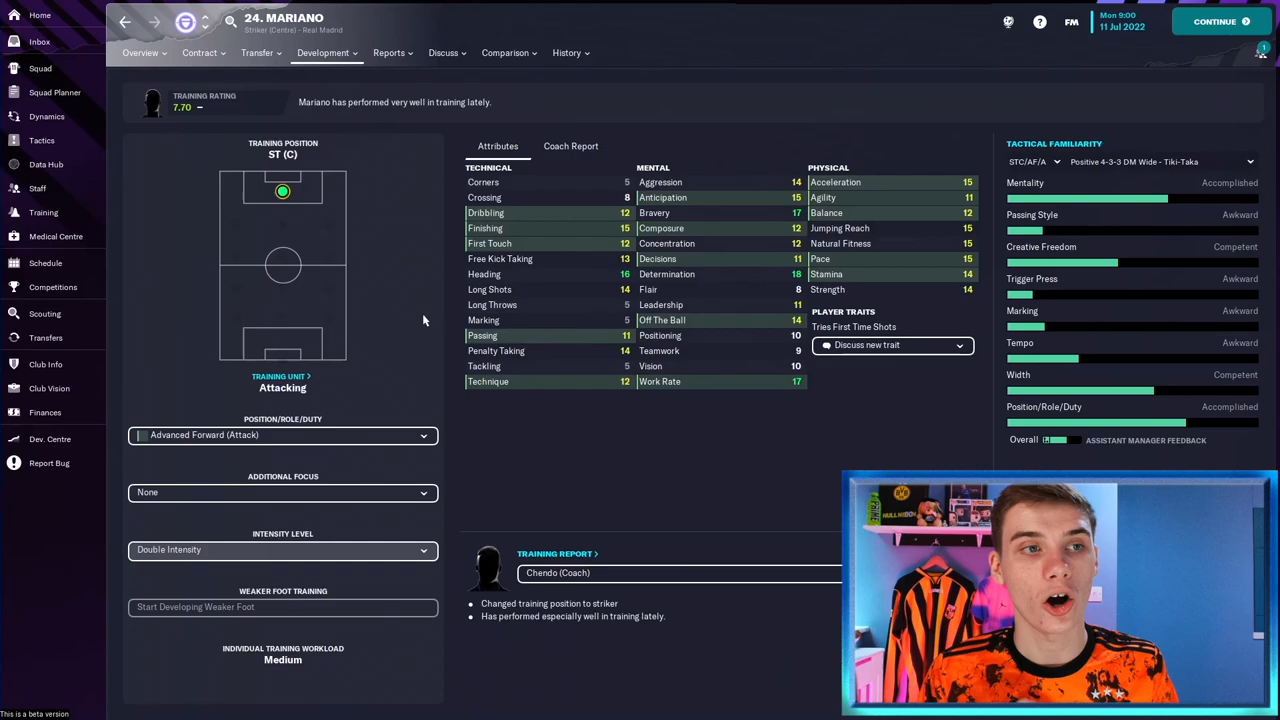 Home
Inbox
Squad
Squad Planner
Dynamics
Tactics
Data Hub
Staff
Training
Medical Centre
Schedule
Competitions
Scouting
Transfers
Club Info
Club Vision
Finances
Dev. Centre
Report Bug
This is a beta version
24. MARIANO
Striker (Centre) - Real Madrid
FM
Mon 9:00
11 Jul 2022
CONTINUE
1
Overview
Contract
Transfer
Development
Reports
Discuss
Comparison
History
TRAINING RATING
7.70 –
Mariano has performed very well in training lately.
TRAINING POSITION
ST (C)
TRAINING UNIT >
Attacking
POSITION/ROLE/DUTY
Advanced Forward (Attack)
ADDITIONAL FOCUS
None
INTENSITY LEVEL
Double Intensity
WEAKER FOOT TRAINING
Start Developing Weaker Foot
INDIVIDUAL TRAINING WORKLOAD
Medium
Attributes
Coach Report
TECHNICAL
Corners 5
Crossing 8
Dribbling 12
Finishing 15
First Touch 12
Free Kick Taking 13
Heading 16
Long Shots 14
Long Throws 5
Marking 5
Passing 11
Penalty Taking 14
Tackling 5
Technique 12
MENTAL
Aggression 14
Anticipation 15
Bravery 17
Composure 12
Concentration 12
Decisions 11
Determination 18
Flair 8
Leadership 11
Off The Ball 14
Positioning 10
Teamwork 9
Vision 10
Work Rate 17
PHYSICAL
Acceleration 15
Agility 11
Balance 12
Jumping Reach 15
Natural Fitness 15
Pace 15
Stamina 14
Strength 14
PLAYER TRAITS
Tries First Time Shots
Discuss new trait
TRAINING REPORT >
Chendo (Coach)
Changed training position to striker
Has performed especially well in training lately.
TACTICAL FAMILIARITY
STC/AF/A
Positive 4-3-3 DM Wide - Tiki-Taka
Mentality Accomplished
Passing Style Awkward
Creative Freedom Competent
Trigger Press Awkward
Marking Awkward
Tempo Awkward
Width Competent
Position/Role/Duty Accomplished
Overall
ASSISTANT MANAGER FEEDBACK